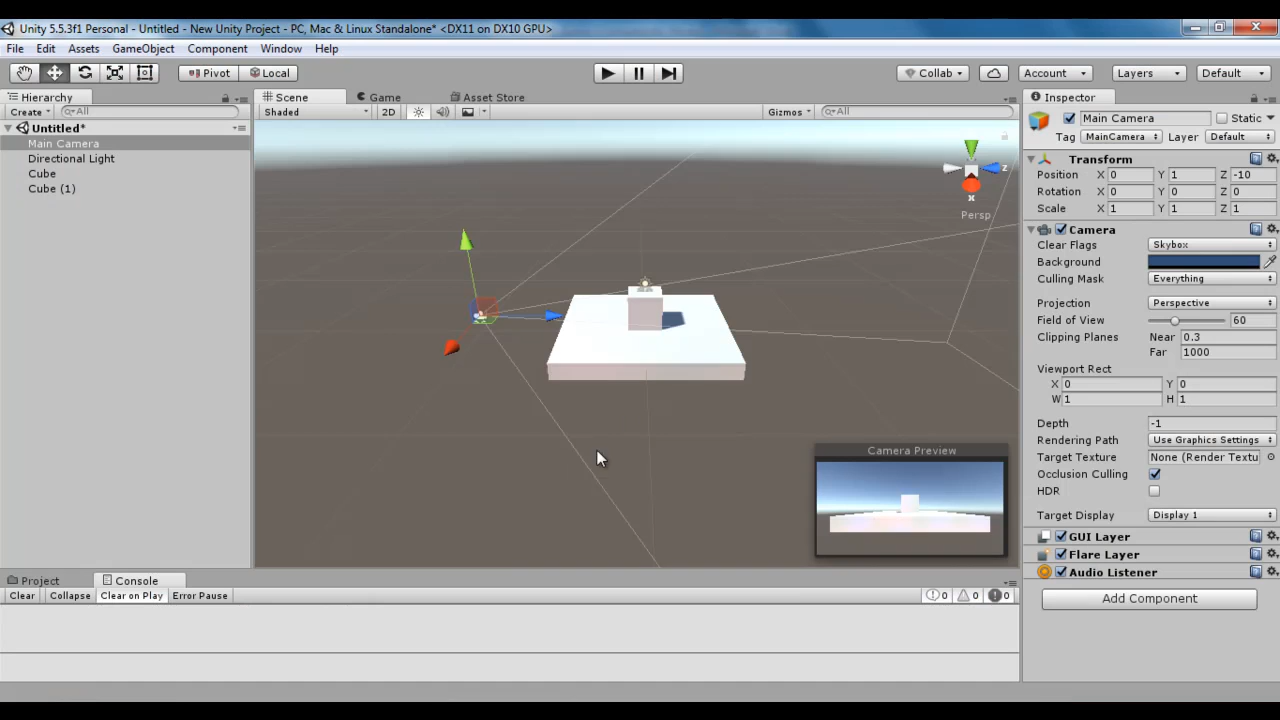 Unity 5.5.3f1 Personal - Untitled - New Unity Project - PC, Mac & Linux Standalone* <DX11 on DX10 GPU>
File Edit Assets GameObject Component Window Help
Pivot Local Collab Account Layers Default
Hierarchy
Create All
Untitled*
Main Camera
Directional Light
Cube
Cube (1)
Scene Game Asset Store
Shaded 2D Gizmos All
z
x
Persp
Camera Preview
Inspector
Main Camera Static
Tag MainCamera Layer Default
Transform
Position X 0 Y 1 Z -10
Rotation X 0 Y 0 Z 0
Scale X 1 Y 1 Z 1
Camera
Clear Flags Skybox
Background
Culling Mask Everything
Projection Perspective
Field of View 60
Clipping Planes Near 0.3
Far 1000
Viewport Rect
X 0 Y 0
W 1 H 1
Depth -1
Rendering Path Use Graphics Settings
Target Texture None (Render Textu
Occlusion Culling
HDR
Target Display Display 1
GUI Layer
Flare Layer
Audio Listener
Add Component
Project Console
Clear Collapse Clear on Play Error Pause 0 0 0